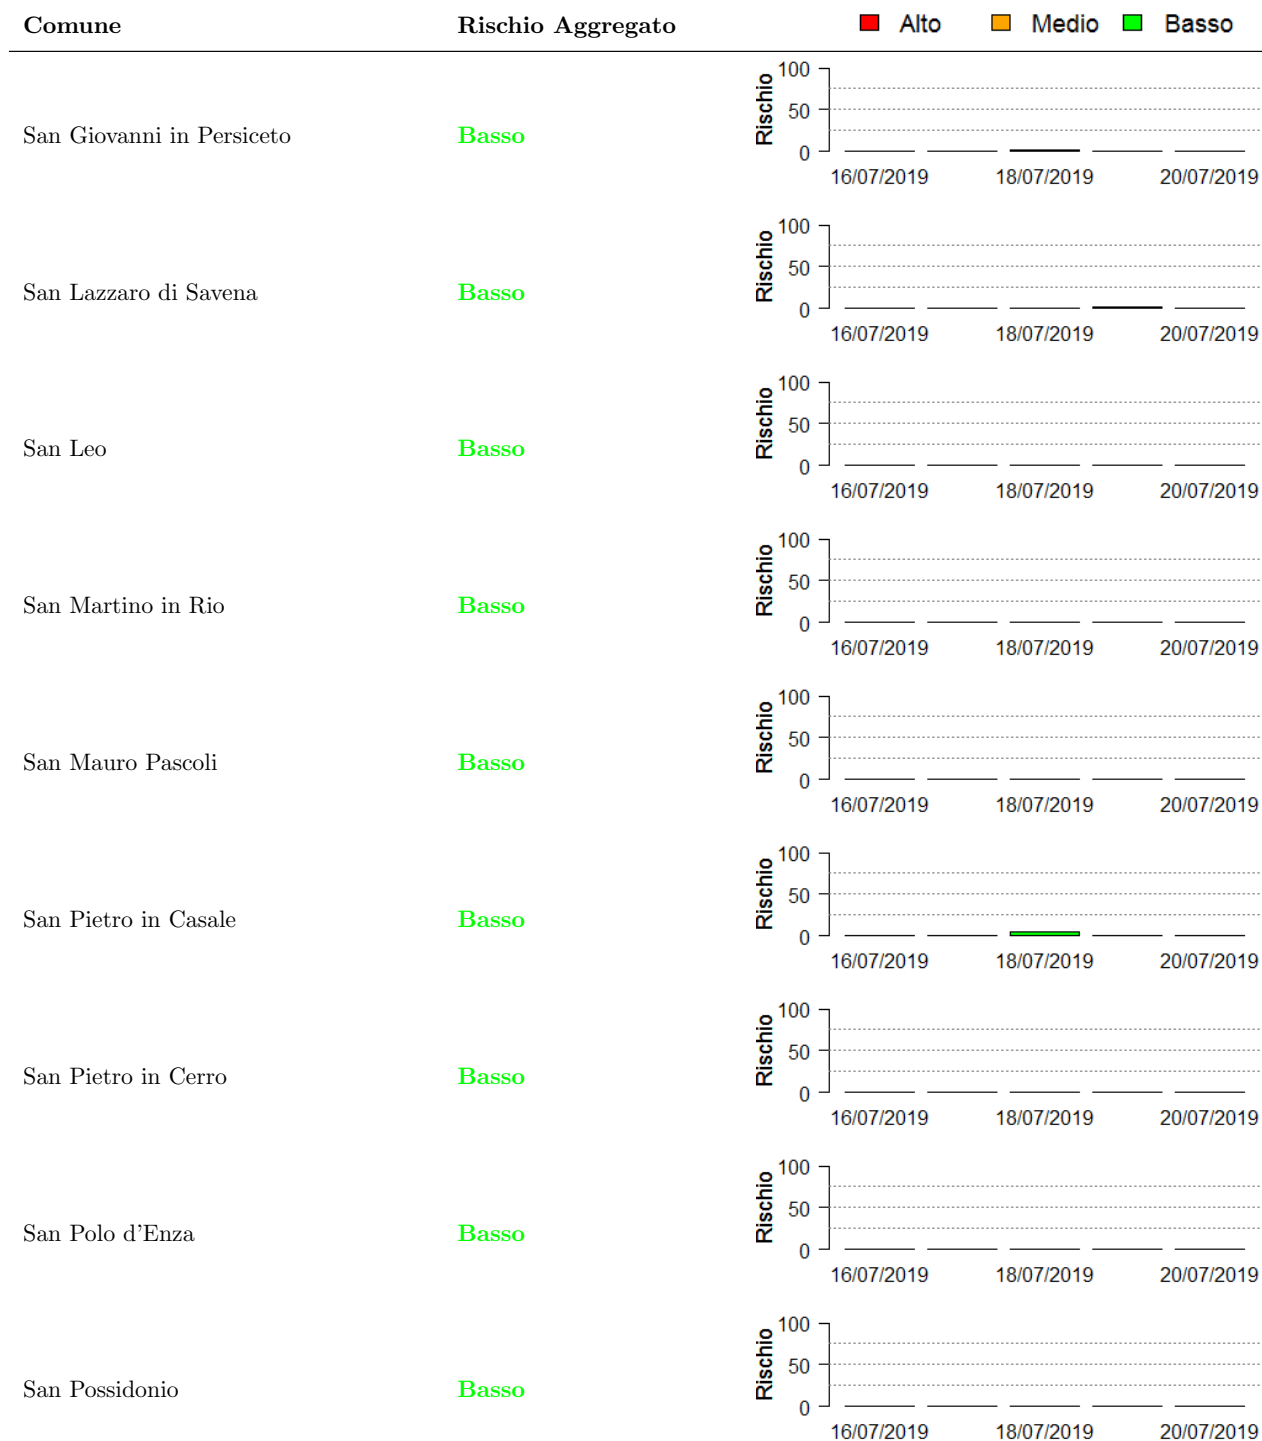 Comune Rischio Aggregato Alto Medio Basso
100
50
0
Rischio
San Giovanni in Persiceto Basso
16/07/2019 18/07/2019 20/07/2019
100
50
0
Rischio
San Lazzaro di Savena Basso
16/07/2019 18/07/2019 20/07/2019
100
50
0
Rischio
San Leo Basso
16/07/2019 18/07/2019 20/07/2019
100
50
0
Rischio
San Martino in Rio Basso
16/07/2019 18/07/2019 20/07/2019
100
50
0
Rischio
San Mauro Pascoli Basso
16/07/2019 18/07/2019 20/07/2019
100
50
0
Rischio
San Pietro in Casale Basso
16/07/2019 18/07/2019 20/07/2019
100
50
0
Rischio
San Pietro in Cerro Basso
16/07/2019 18/07/2019 20/07/2019
100
50
0
Rischio
San Polo d'Enza Basso
16/07/2019 18/07/2019 20/07/2019
100
50
0
Rischio
San Possidonio Basso
16/07/2019 18/07/2019 20/07/2019